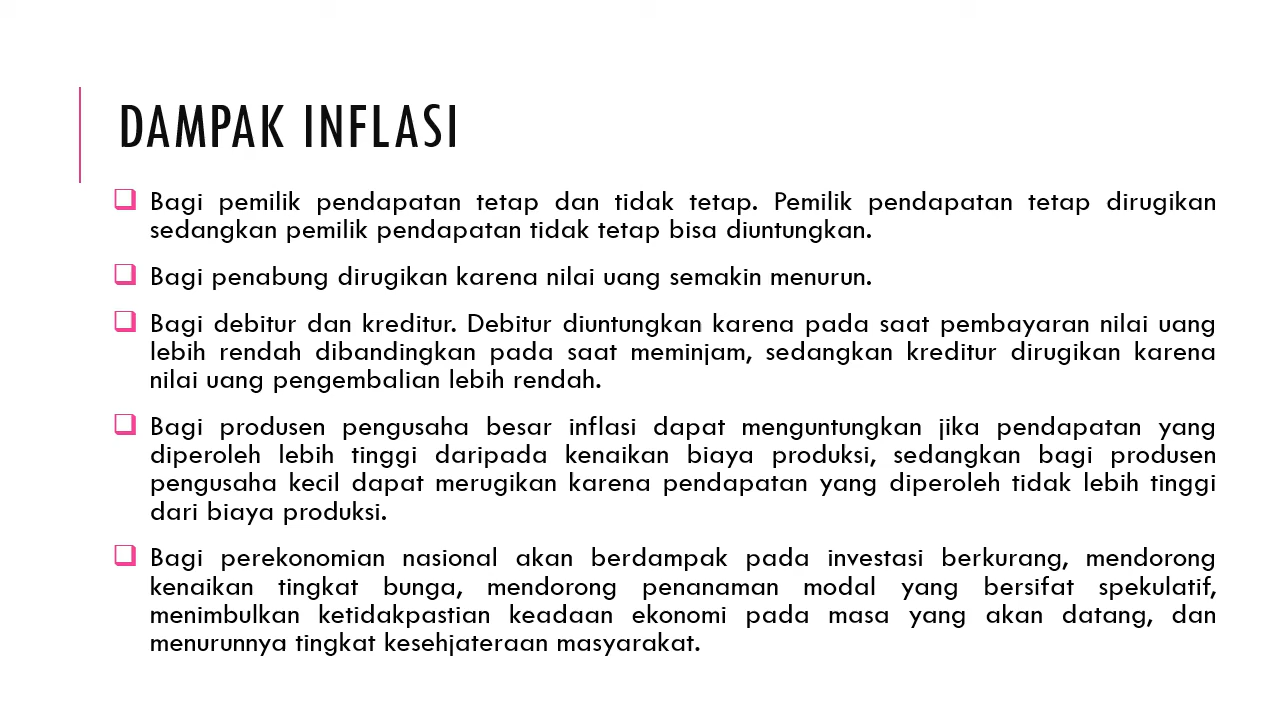 DAMPAK INFLASI
Bagi pemilik pendapatan tetap dan tidak tetap. Pemilik pendapatan tetap dirugikan
sedangkan pemilik pendapatan tidak tetap bisa diuntungkan.
Bagi penabung dirugikan karena nilai uang semakin menurun.
Bagi debitur dan kreditur. Debitur diuntungkan karena pada saat pembayaran nilai uang
lebih rendah dibandingkan pada saat meminjam, sedangkan kreditur dirugikan karena
nilai uang pengembalian lebih rendah.
Bagi produsen pengusaha besar inflasi dapat menguntungkan jika pendapatan yang
diperoleh lebih tinggi daripada kenaikan biaya produksi, sedangkan bagi produsen
pengusaha kecil dapat merugikan karena pendapatan yang diperoleh tidak lebih tinggi
dari biaya produksi.
Bagi perekonomian nasional akan berdampak pada investasi berkurang, mendorong
kenaikan tingkat bunga, mendorong penanaman modal yang bersifat spekulatif,
menimbulkan ketidakpastian keadaan ekonomi pada masa yang akan datang, dan
menurunnya tingkat kesehjateraan masyarakat.